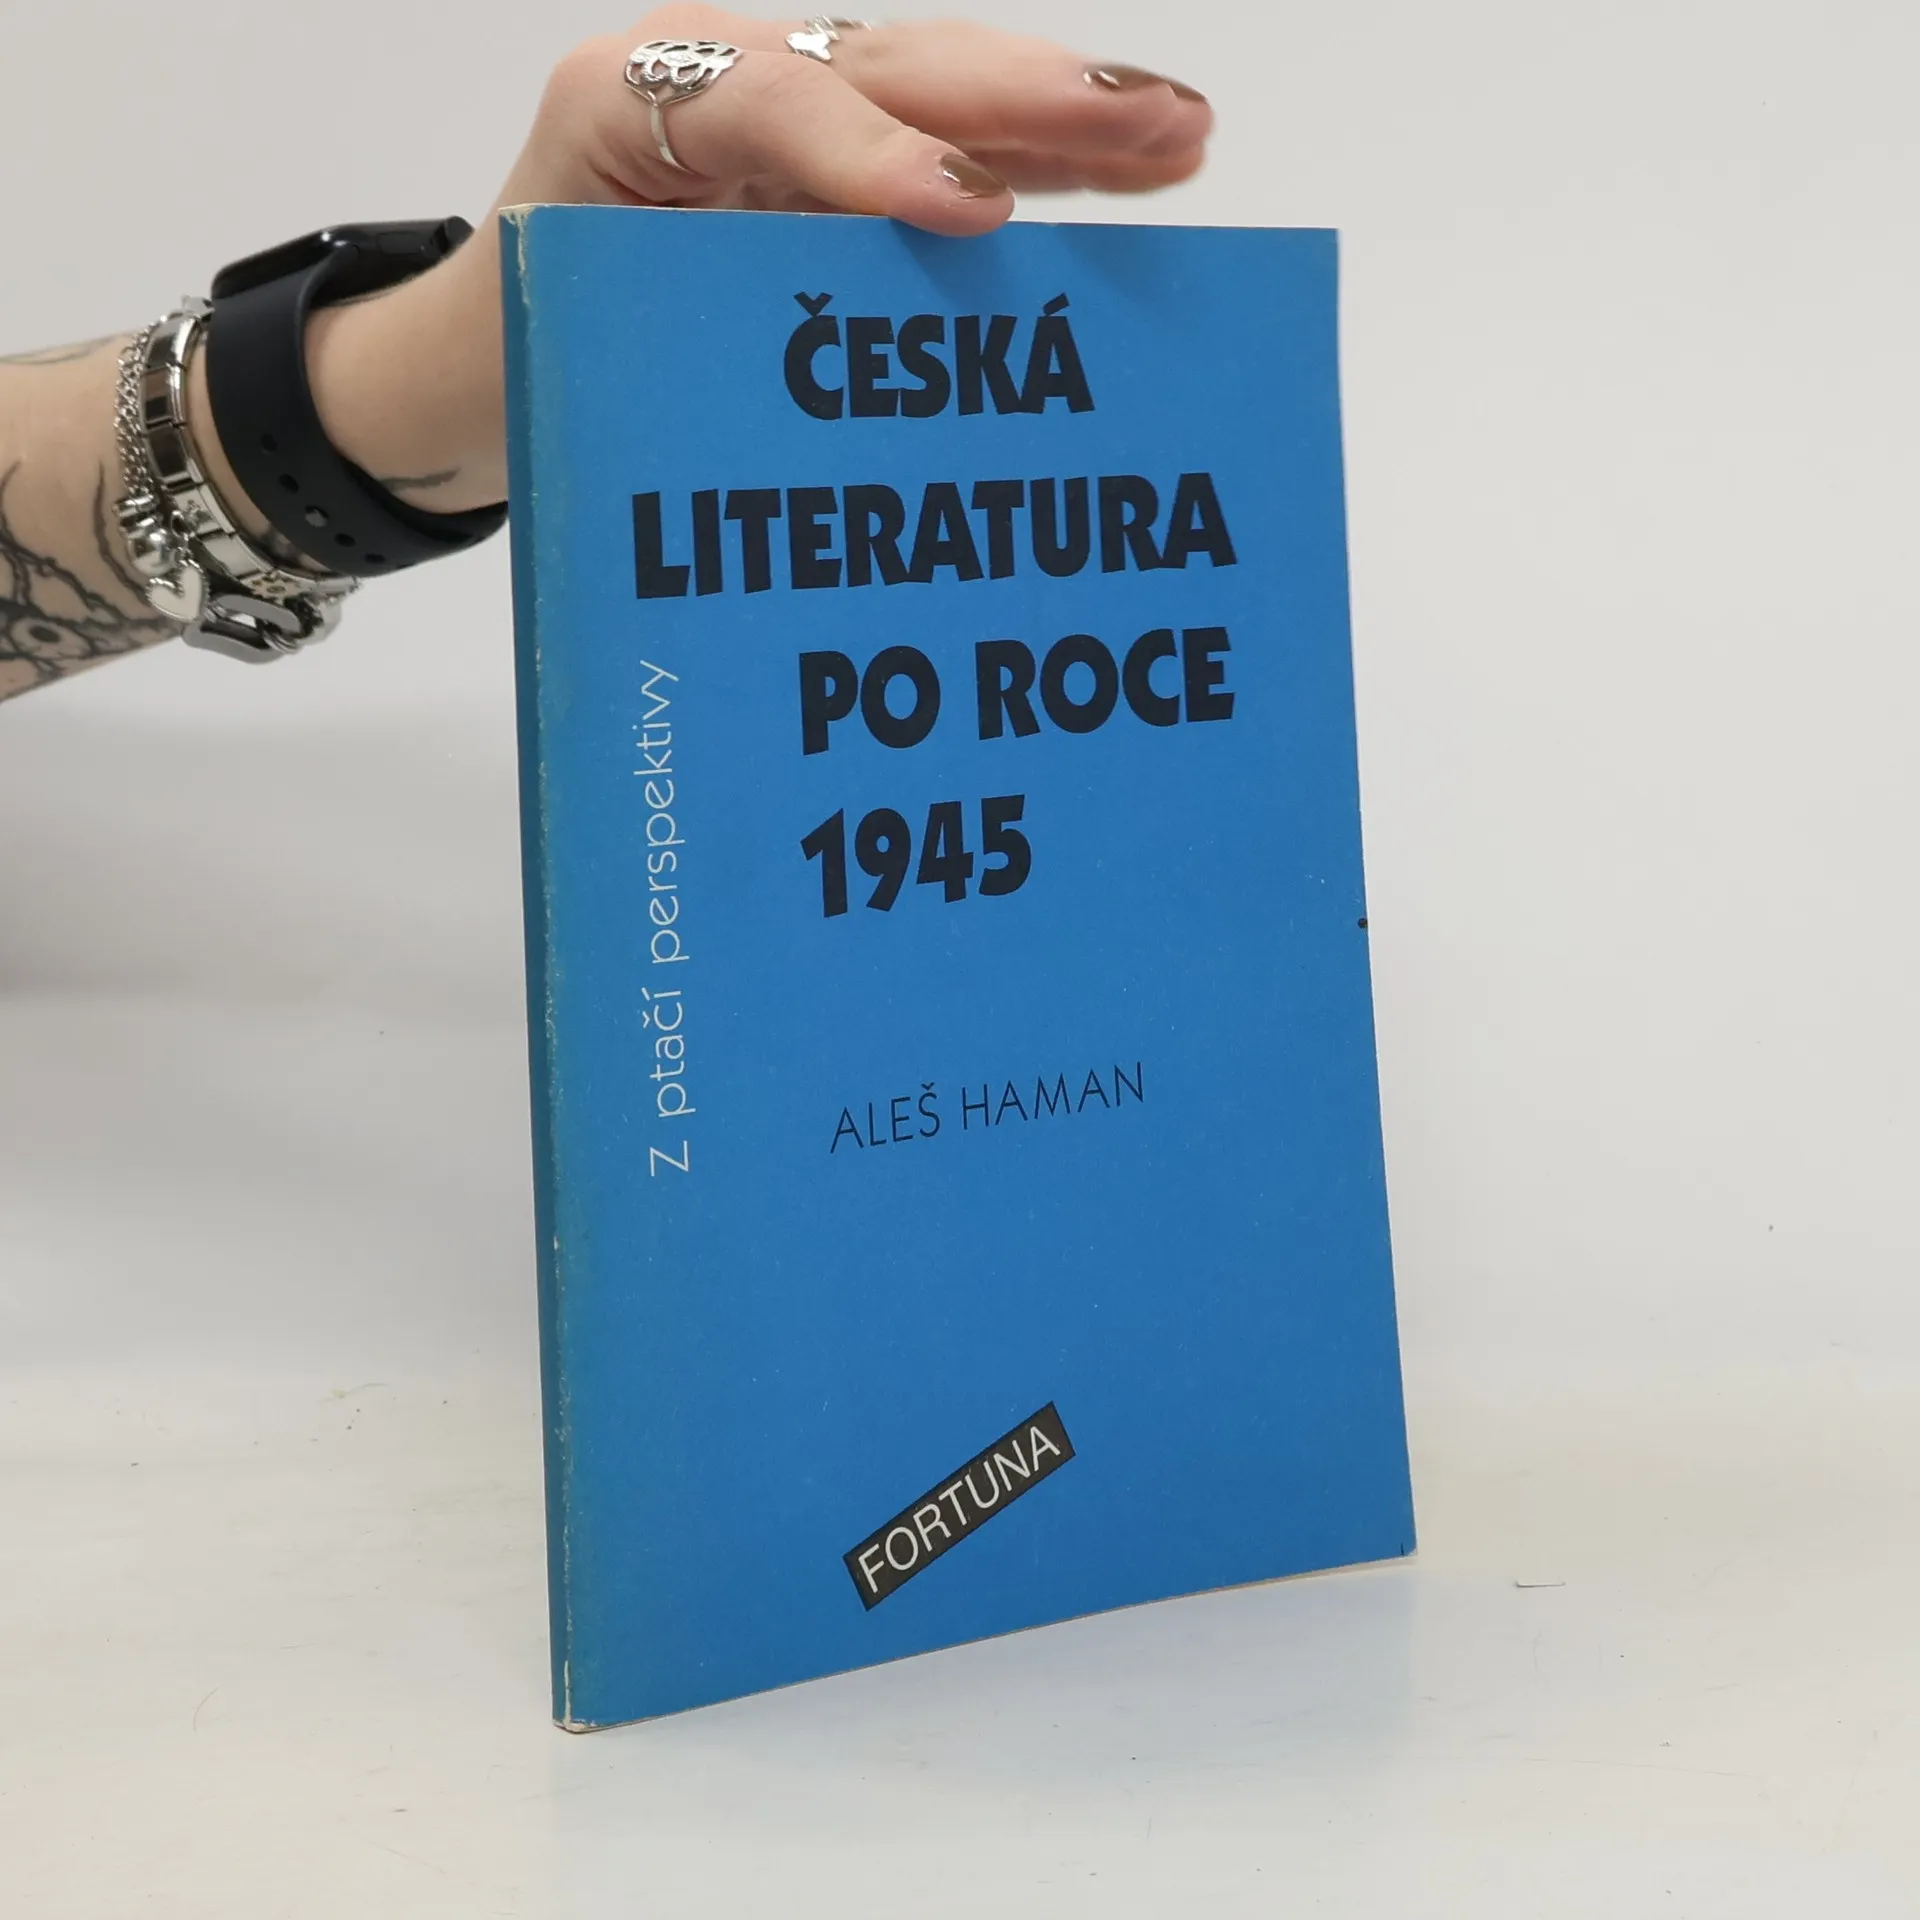 ČESKÁ
LITERATURA
PO ROCE
1945
Z ptačí perspektivy
ALEŠ HAMAN
FORTUNA